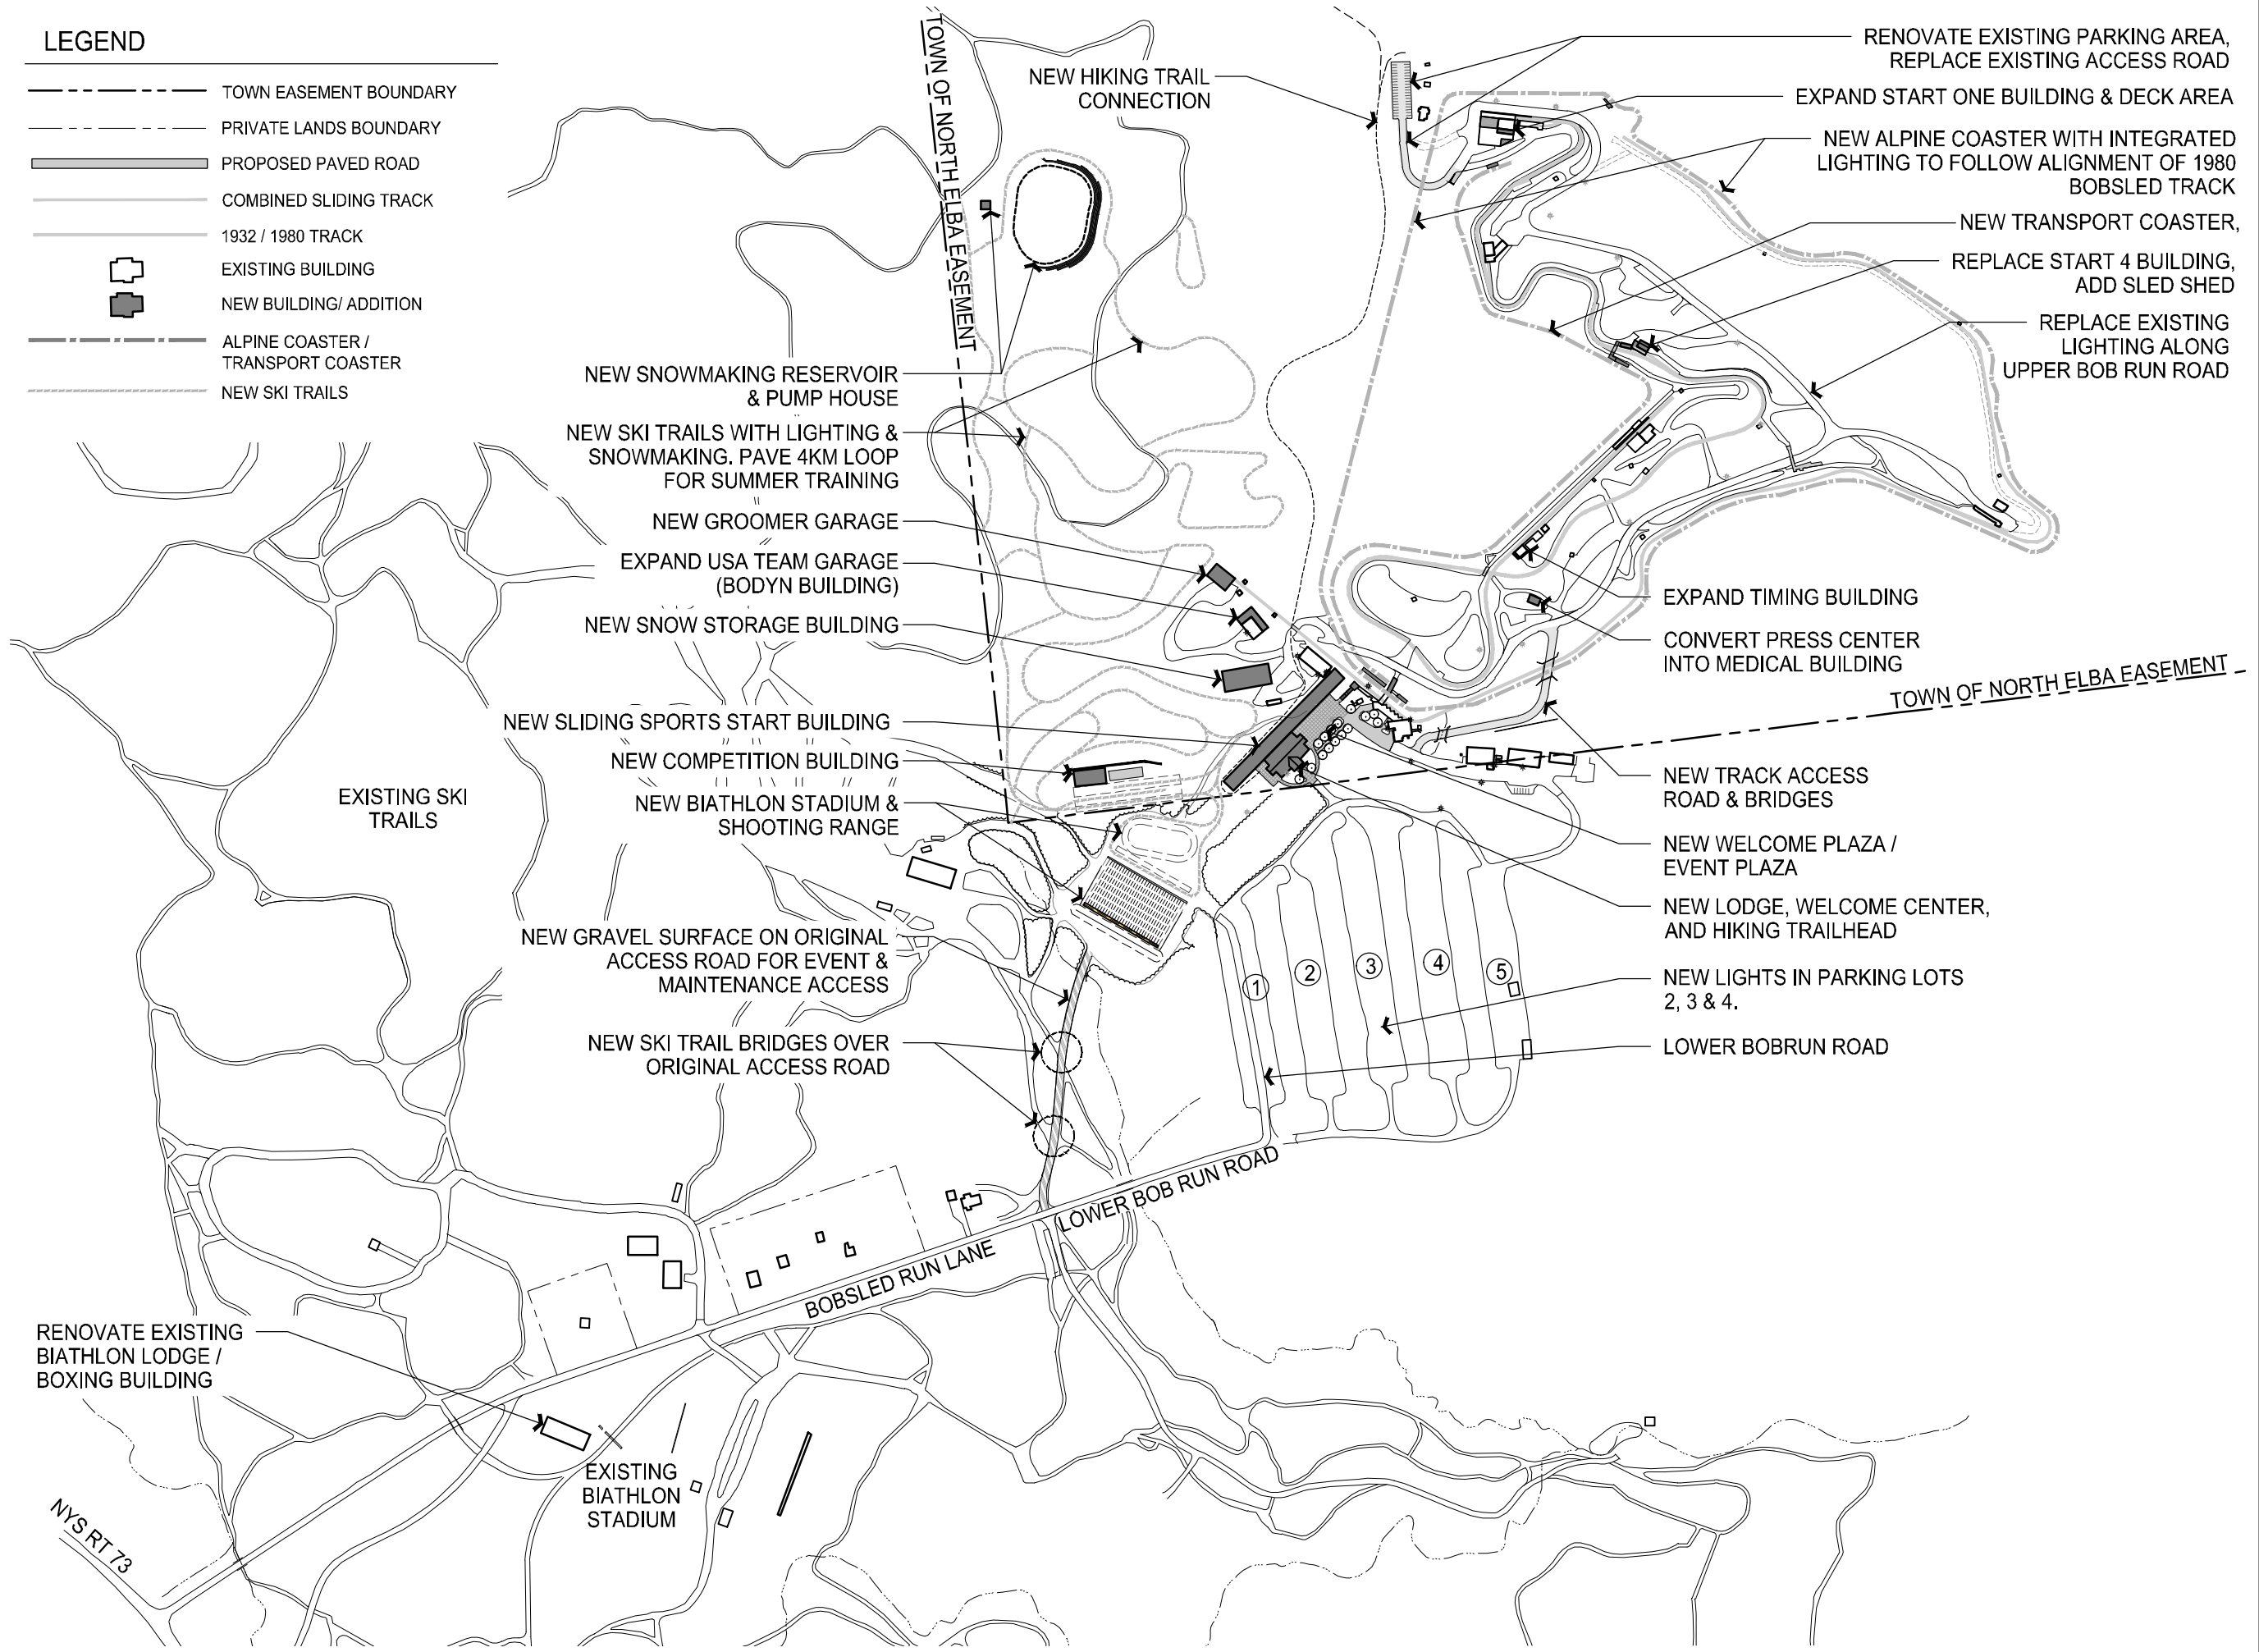 LEGEND
TOWN EASEMENT BOUNDARY
PRIVATE LANDS BOUNDARY
PROPOSED PAVED ROAD
COMBINED SLIDING TRACK
1932 / 1980 TRACK
EXISTING BUILDING
NEW BUILDING/ ADDITION
ALPINE COASTER /
TRANSPORT COASTER
NEW SKI TRAILS
TOWN OF NORTH ELBA EASEMENT
NEW HIKING TRAIL
CONNECTION
RENOVATE EXISTING PARKING AREA,
REPLACE EXISTING ACCESS ROAD
EXPAND START ONE BUILDING & DECK AREA
NEW ALPINE COASTER WITH INTEGRATED
LIGHTING TO FOLLOW ALIGNMENT OF 1980
BOBSLED TRACK
NEW TRANSPORT COASTER,
REPLACE START 4 BUILDING,
ADD SLED SHED
REPLACE EXISTING
LIGHTING ALONG
UPPER BOB RUN ROAD
NEW SNOWMAKING RESERVOIR
& PUMP HOUSE
NEW SKI TRAILS WITH LIGHTING &
SNOWMAKING. PAVE 4KM LOOP
FOR SUMMER TRAINING
NEW GROOMER GARAGE
EXPAND USA TEAM GARAGE
(BODYN BUILDING)
NEW SNOW STORAGE BUILDING
NEW SLIDING SPORTS START BUILDING
NEW COMPETITION BUILDING
NEW BIATHLON STADIUM &
SHOOTING RANGE
NEW GRAVEL SURFACE ON ORIGINAL
ACCESS ROAD FOR EVENT &
MAINTENANCE ACCESS
NEW SKI TRAIL BRIDGES OVER
ORIGINAL ACCESS ROAD
EXPAND TIMING BUILDING
CONVERT PRESS CENTER
INTO MEDICAL BUILDING
TOWN OF NORTH ELBA EASEMENT
NEW TRACK ACCESS
ROAD & BRIDGES
NEW WELCOME PLAZA /
EVENT PLAZA
NEW LODGE, WELCOME CENTER,
AND HIKING TRAILHEAD
NEW LIGHTS IN PARKING LOTS
2, 3 & 4.
LOWER BOBRUN ROAD
1
2
3
4
5
EXISTING SKI
TRAILS
LOWER BOB RUN ROAD
BOBSLED RUN LANE
RENOVATE EXISTING
BIATHLON LODGE /
BOXING BUILDING
EXISTING
BIATHLON
STADIUM
NYS RT 73